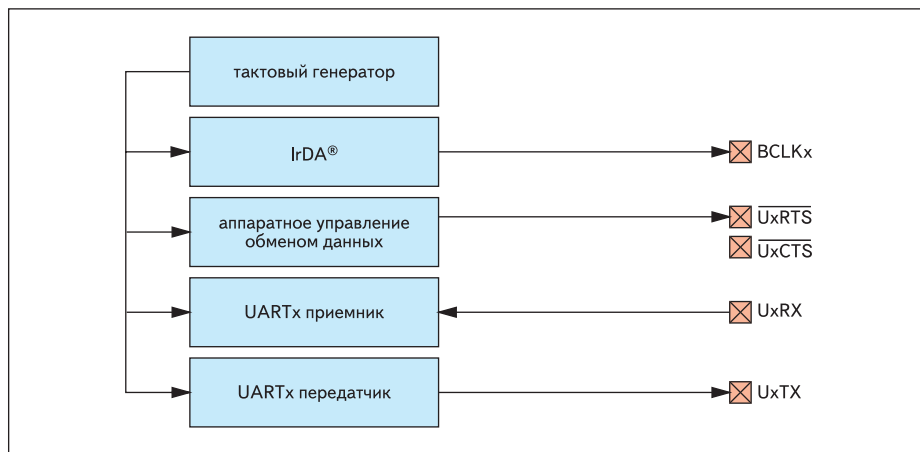 тактовый генератор
IrDA®
BCLKx
аппаратное управление
обменом данных
UxRTS
UxCTS
UARTx приемник
UxRX
UARTx передатчик
UxTX